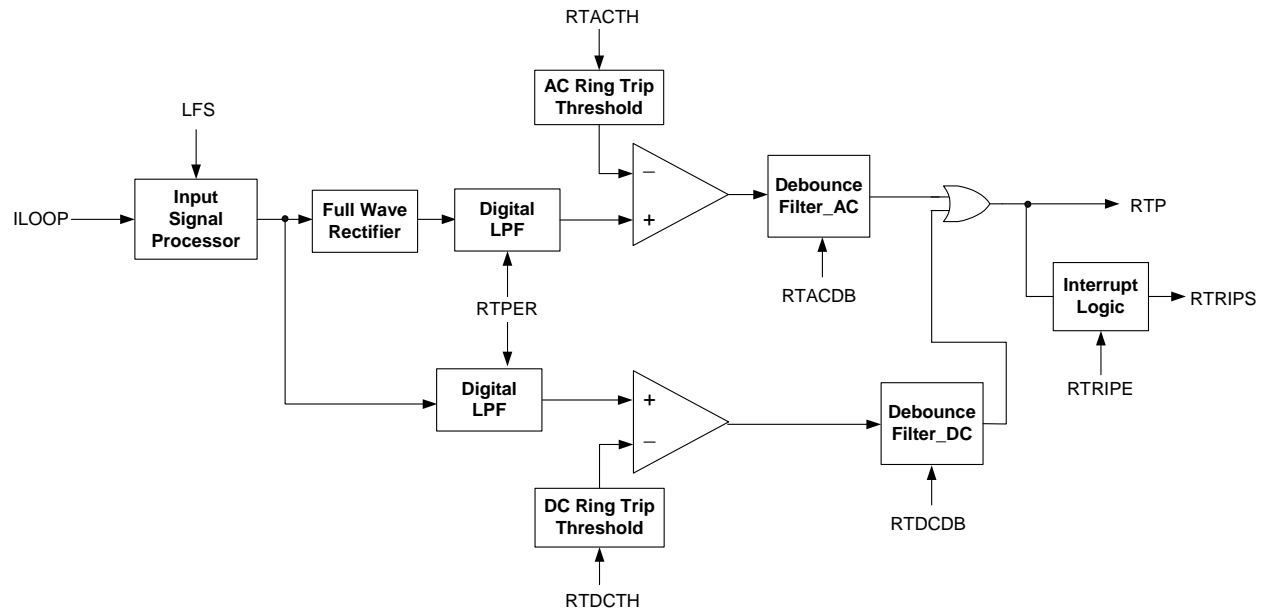 RTACTH
AC Ring Trip
Threshold
LFS
Input
Signal
Processor
ILOOP
Full Wave
Rectifier
Digital
LPF
−
+
Debounce
Filter_AC
RTP
RTACDB
RTPER
Interrupt
Logic
RTRIPS
RTRIPE
Digital
LPF
+
−
Debounce
Filter_DC
DC Ring Trip
Threshold
RTDCDB
RTDCTH